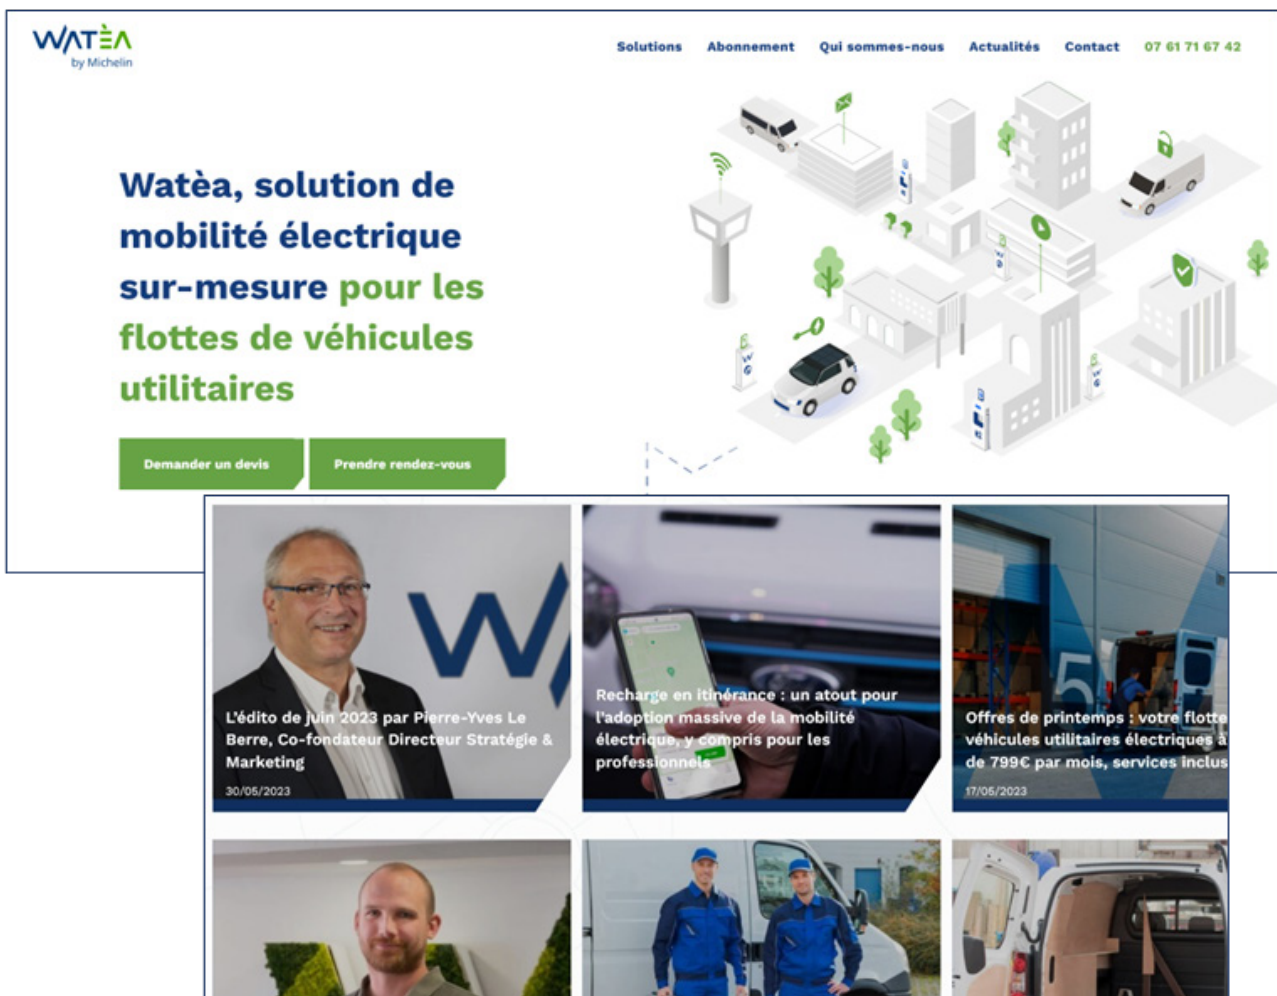 WATÈA
by Michelin
Solutions Abonnement Qui sommes-nous Actualités Contact 07 61 71 67 42
Watèa, solution de
mobilité électrique
sur-mesure pour les
flottes de véhicules
utilitaires
Demander un devis Prendre rendez-vous
L'édito de juin 2023 par Pierre-Yves Le
Berre, Co-fondateur Directeur Stratégie &
Marketing
30/05/2023
Recharge en itinérance : un atout pour
l'adoption massive de la mobilité
électrique, y compris pour les
professionnels
Offres de printemps : votre flotte
véhicules utilitaires électriques à
de 799€ par mois, services inclus
17/05/2023